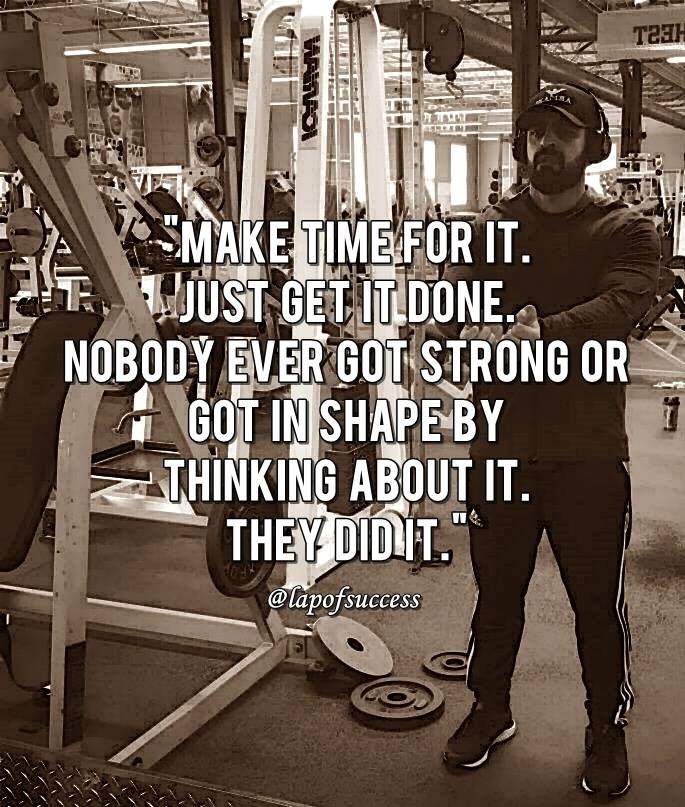 "MAKE TIME FOR IT.
JUST GET IT DONE.
NOBODY EVER GOT STRONG OR
GOT IN SHAPE BY
THINKING ABOUT IT.
THEY DID IT."
@lapofsuccess